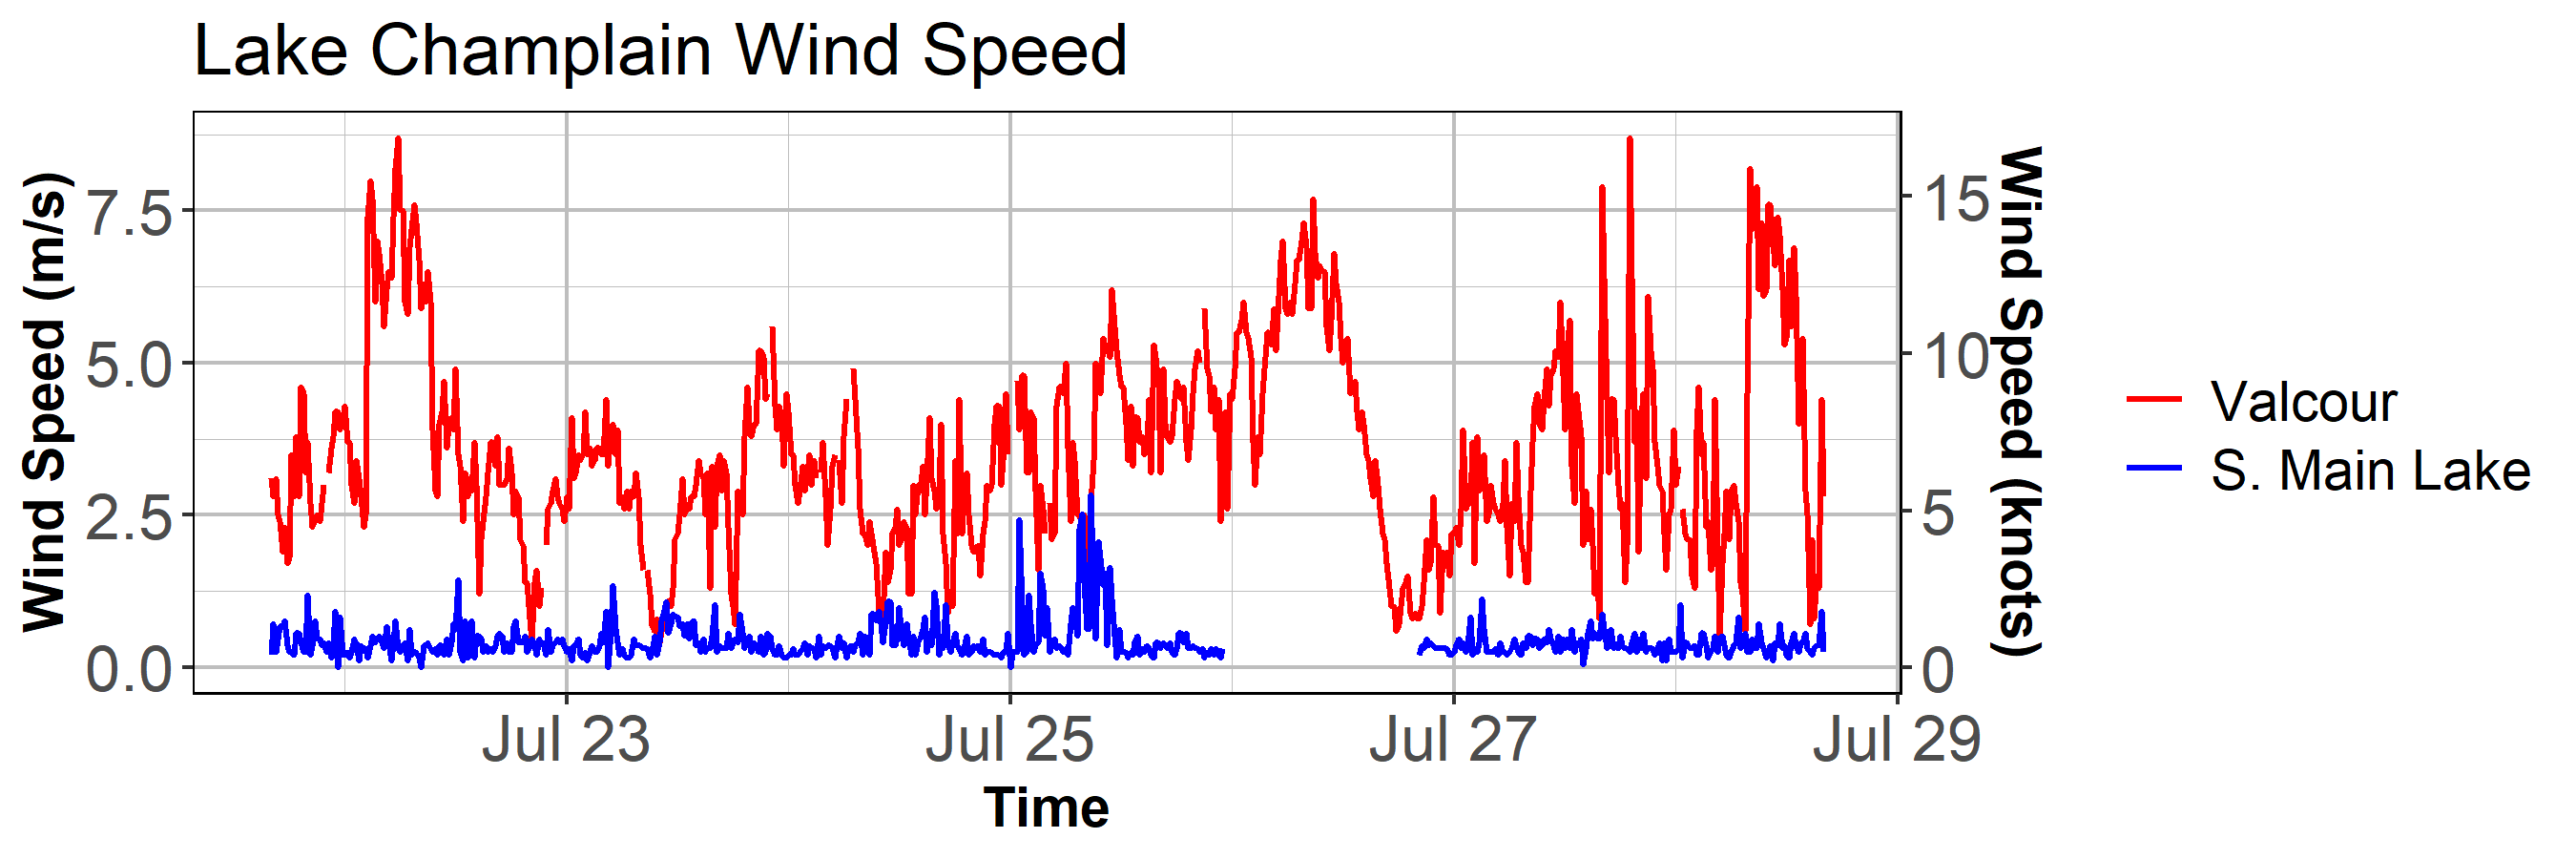 Lake Champlain Wind Speed
Wind Speed (m/s)
7.5
5.0
2.5
0.0
15
10
5
0
Wind Speed (knots)
Jul 23
Jul 25
Jul 27
Jul 29
Time
Valcour
S. Main Lake